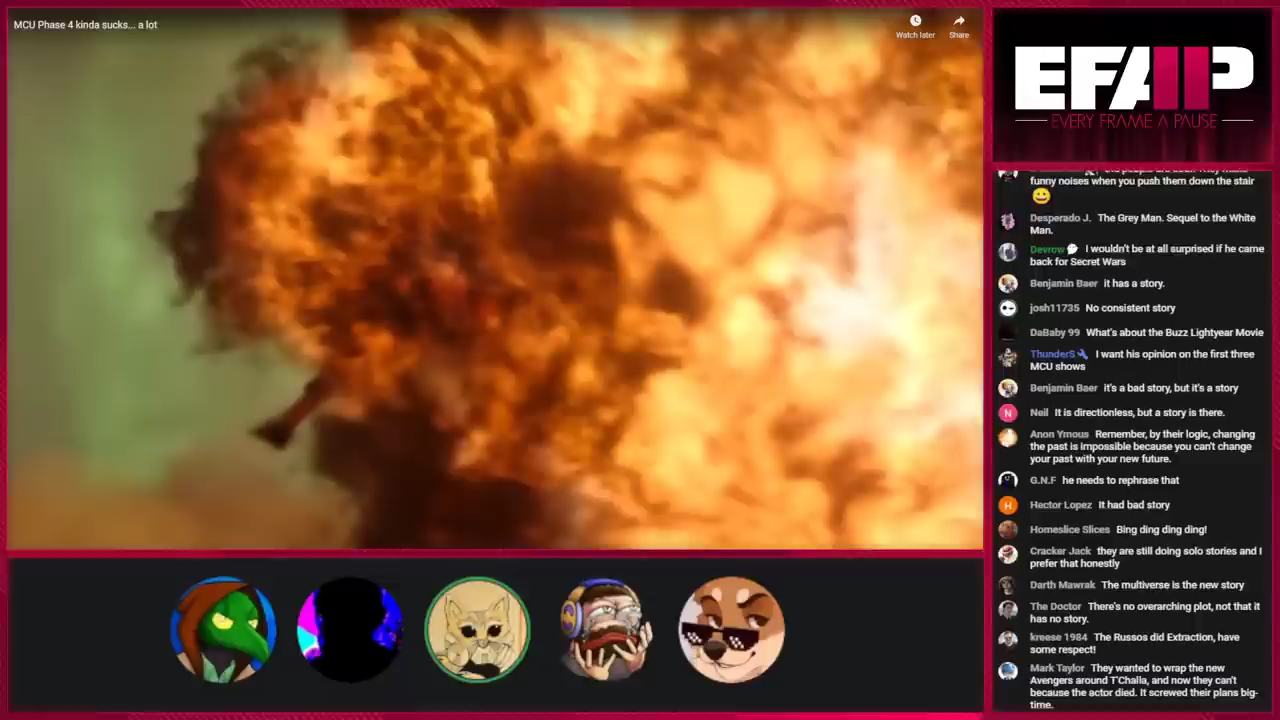 MCU Phase 4 kinda sucks... a lot
Watch later
Share
EFAP
EVERY FRAME A PAUSE
funny noises when you push them down the stair
😀
Desperado J. The Grey Man. Sequel to the White
Man.
Devrow I wouldn't be at all surprised if he came
back for Secret Wars
Benjamin Baer it has a story.
josh11735 No consistent story
DaBaby 99 What's about the Buzz Lightyear Movie
ThunderS I want his opinion on the first three
MCU shows
Benjamin Baer it's a bad story, but it's a story
N
Neil It is directionless, but a story is there.
Anon Ymous Remember, by their logic, changing
the past is impossible because you can't change
your past with your new future.
G.N.F he needs to rephrase that
H
Hector Lopez It had bad story
Homeslice Slices Bing ding ding ding!
Cracker Jack they are still doing solo stories and I
prefer that honestly
Darth Mawrak The multiverse is the new story
The Doctor There's no overarching plot, not that it
has no story.
kreese 1984 The Russos did Extraction, have
some respect!
Mark Taylor They wanted to wrap the new
Avengers around T'Challa, and now they can't
because the actor died. It screwed their plans big-
time.